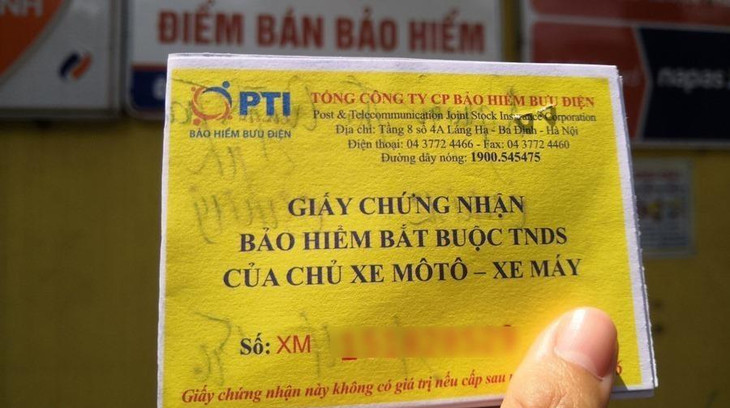 NH
ĐIỂM BÁN BẢO HIỂM
napas
PTI
BẢO HIỂM BƯU ĐIỆN
TỔNG CÔNG TY CP BẢO HIỂM BƯU ĐIỆN
Post & Telecommunication Joint Stock Insurance Corporation
Địa chỉ: Tầng 8 số 4A Láng Hạ - Ba Đình - Hà Nội
Điện thoại: 04 3772 4466 - Fax: 04 3772 4460
Đường dây nóng: 1900.545475
GIẤY CHỨNG NHẬN
BẢO HIỂM BẮT BUỘC TNDS
CỦA CHỦ XE MÔTÔ – XE MÁY
Số: XM
Giấy chứng nhận này không có giá trị nếu cấp sau